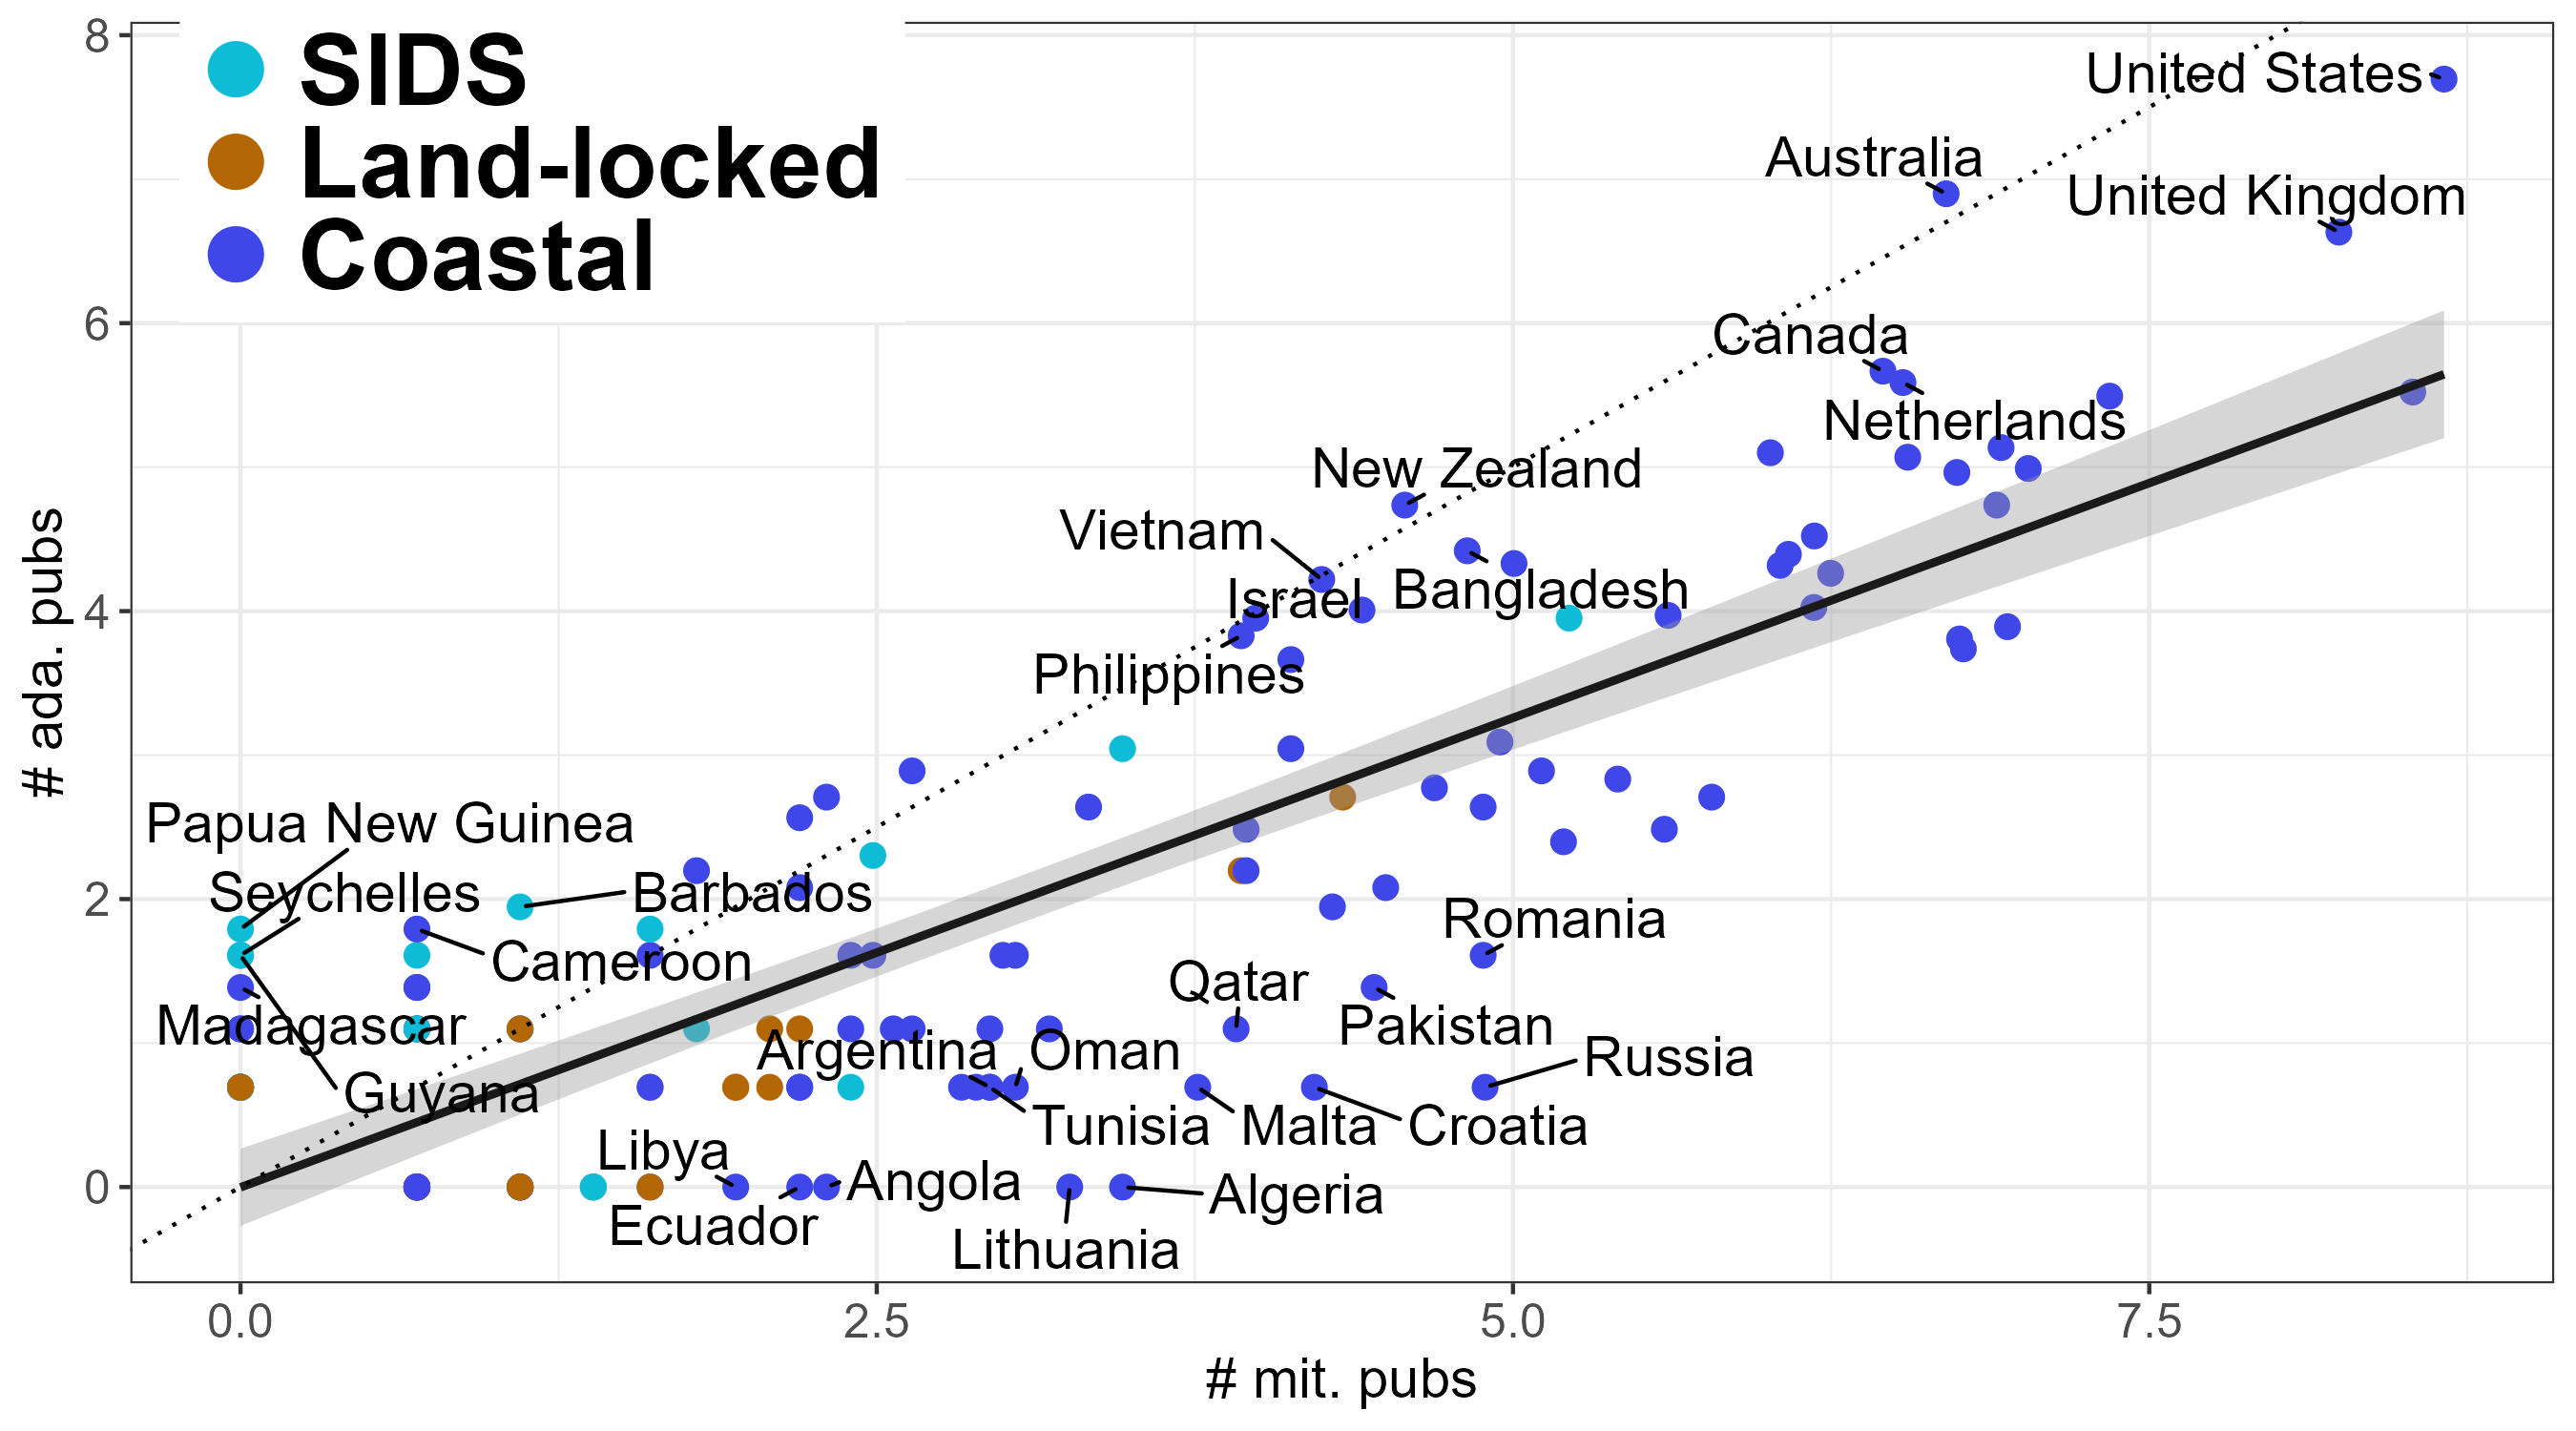 SIDS
Land-locked
Coastal
8
6
4
2
0
# ada. pubs
United States
Australia
United Kingdom
Canada
Netherlands
New Zealand
Vietnam
Israel
Bangladesh
Philippines
Papua New Guinea
Seychelles
Barbados
Cameroon
Romania
Qatar
Madagascar
Pakistan
Argentina
Oman
Russia
Guyana
Tunisia
Malta
Croatia
Libya
Angola
Algeria
Ecuador
Lithuania
0.0
2.5
5.0
7.5
# mit. pubs